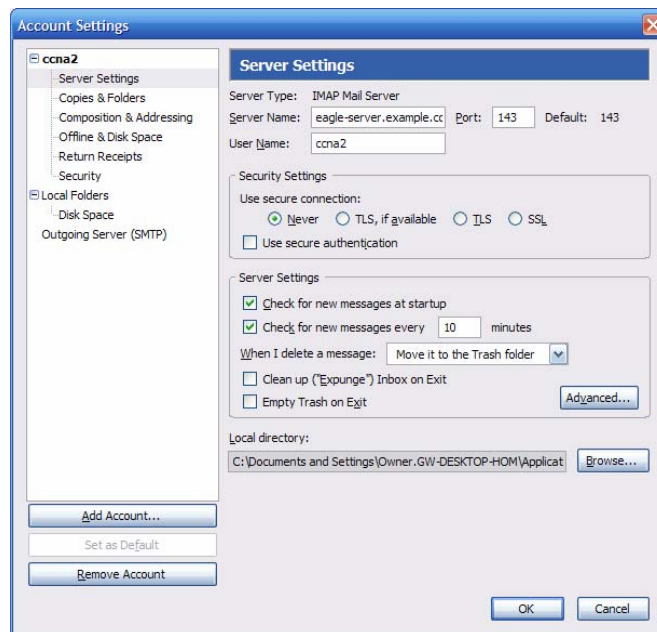 Account Settings
ccna2
Server Settings
Copies & Folders
Composition & Addressing
Offline & Disk Space
Return Receipts
Security
Local Folders
Disk Space
Outgoing Server (SMTP)
Add Account...
Set as Default
Remove Account
Server Settings
Server Type: IMAP Mail Server
Server Name: eagle-server.example.cc Port: 143 Default: 143
User Name: ccna2
Security Settings
Use secure connection:
Never TLS, if available TLS SSL
Use secure authentication
Server Settings
Check for new messages at startup
Check for new messages every 10 minutes
When I delete a message: Move it to the Trash folder
Clean up ("Expunge") Inbox on Exit
Empty Trash on Exit
Advanced...
Local directory:
C:\Documents and Settings\Owner.GW-DESKTOP-HOM\Applicat Browse...
OK Cancel